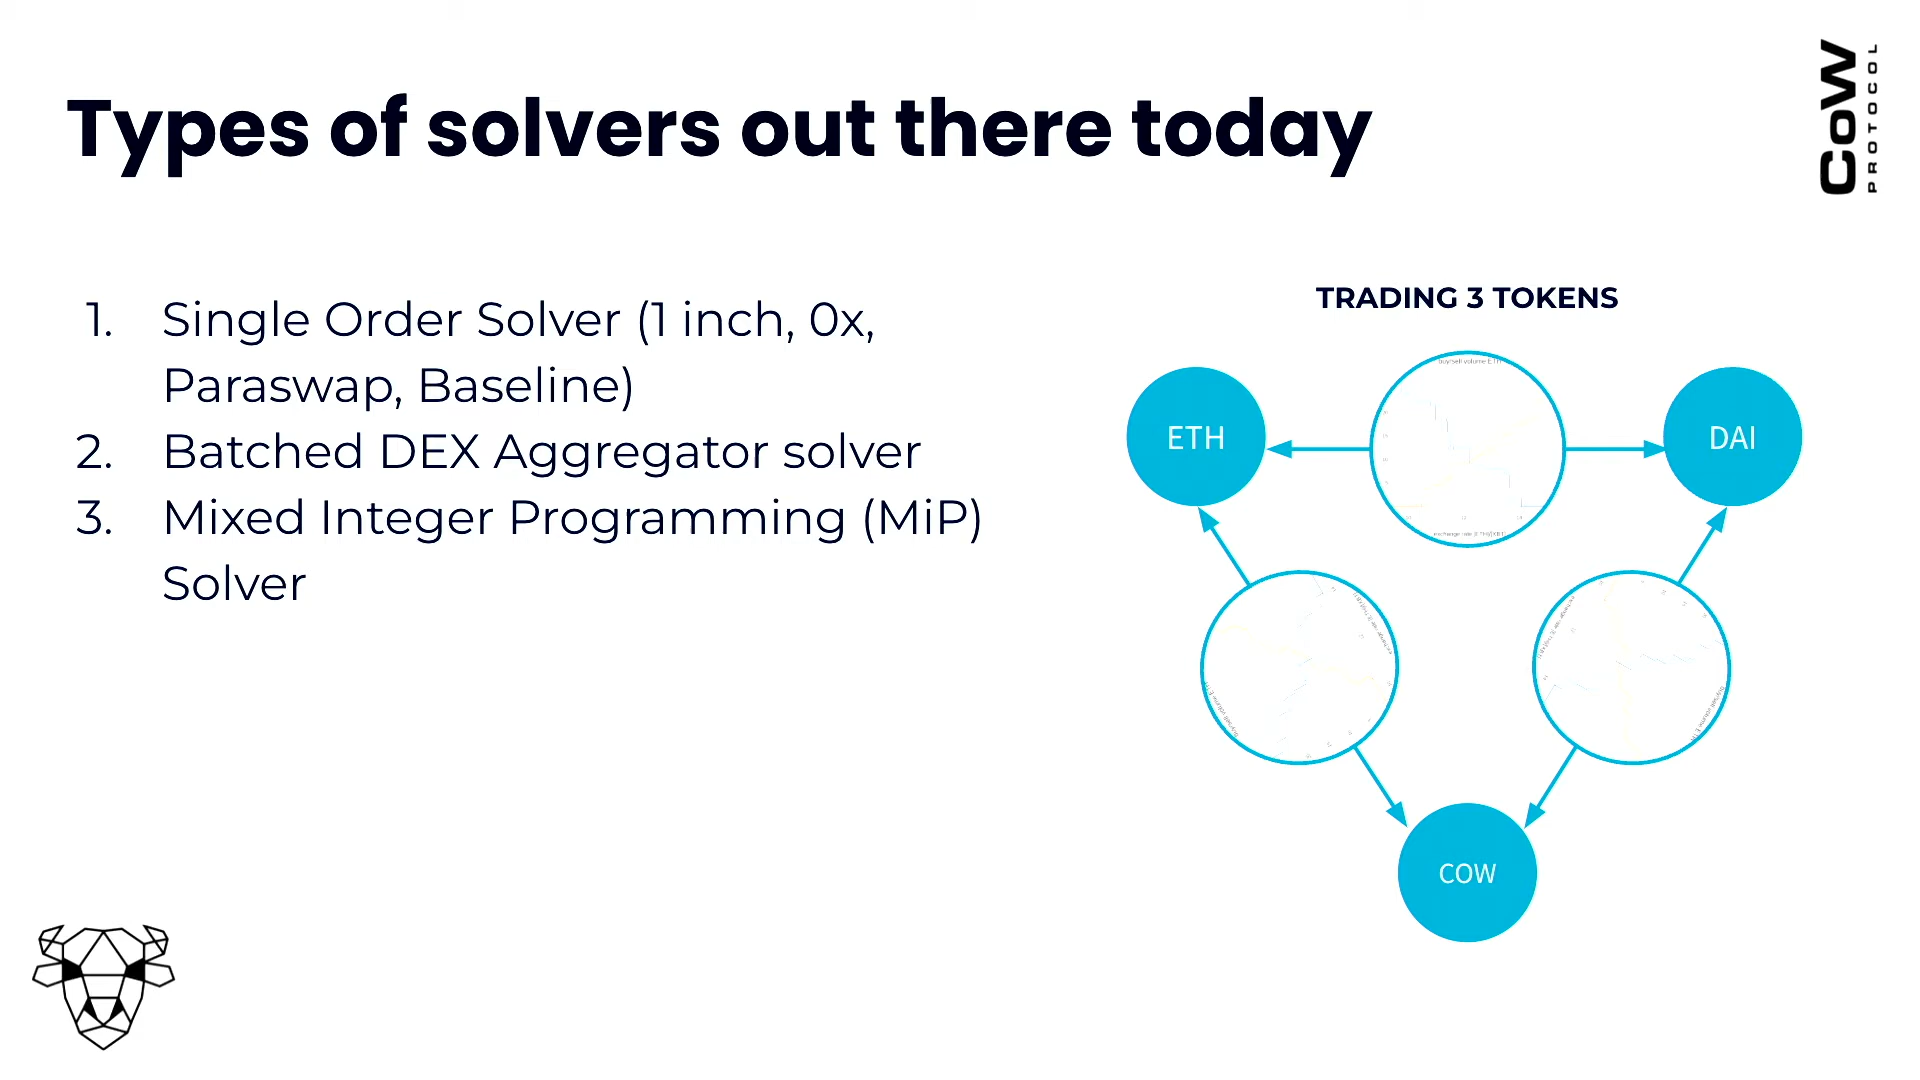 Types of solvers out there today
CoW
PROTOCOL
1. Single Order Solver (1 inch, 0x,
Paraswap, Baseline)
2. Batched DEX Aggregator solver
3. Mixed Integer Programming (MiP)
Solver
TRADING 3 TOKENS
ETH
DAI
COW